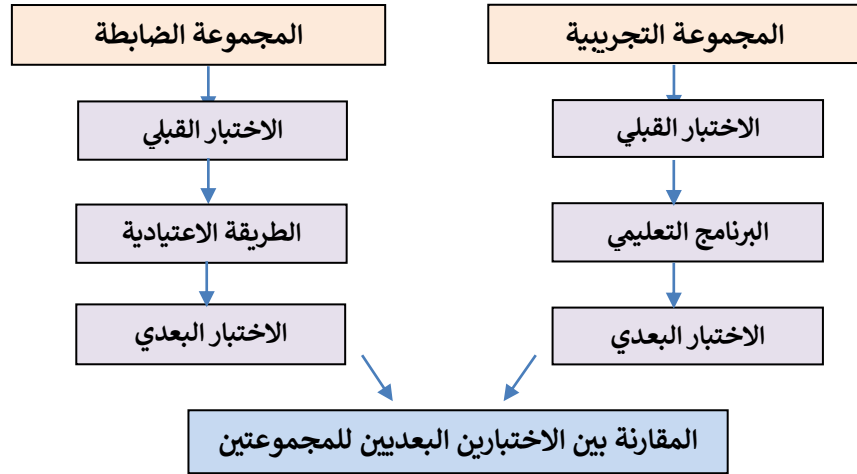 المجموعة التجريبية
المجموعة الضابطة
الاختبار القبلي
الاختبار القبلي
البرنامج التعليمي
الطريقة الاعتيادية
الاختبار البعدي
الاختبار البعدي
المقارنة بين الاختبارين البعديين للمجموعتين